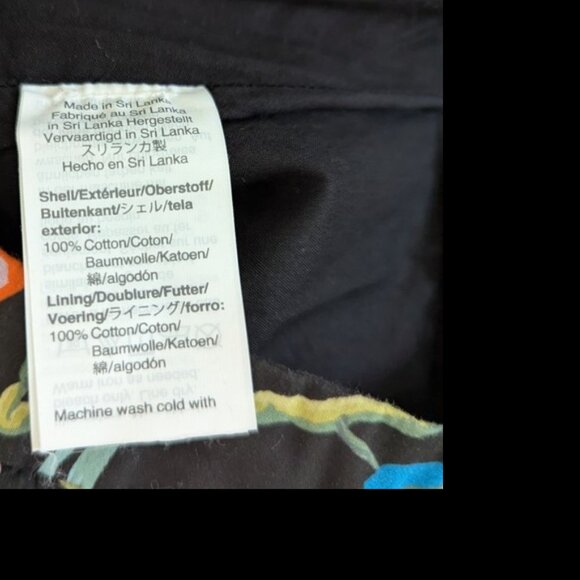 Made in Sri Lanka
Fabriqué au Sri Lanka
in Sri Lanka Hergestellt
Vervaardigd in Sri Lanka
スリランカ製
Hecho en Sri Lanka
Shell/Extérieur/Oberstoff/
Buitenkant/シェル/tela
exterior:
100% Cotton/Coton/
Baumwolle/Katoen/
綿/algodón
Lining/Doublure/Futter/
Voering/ライニング/forro:
100% Cotton/Coton/
Baumwolle/Katoen/
綿/algodón
Machine wash cold with